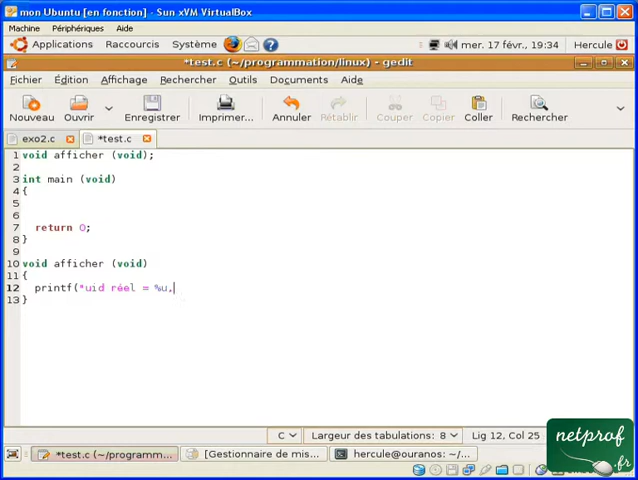 mon Ubuntu [en fonction] - Sun xVM VirtualBox
Machine Périphériques Aide
Applications Raccourcis Système mer. 17 févr., 19:34 Hercule
*test.c (~/programmation/linux) - gedit
Fichier Édition Affichage Rechercher Outils Documents Aide
Nouveau Ouvrir Enregistrer Imprimer... Annuler Rétablir Couper Copier Coller Rechercher
exo2.c *test.c
1 void afficher (void);
2
3 int main (void)
4 {
5
6
7 return 0;
8 }
9
10 void afficher (void)
11 {
12 printf("uid réel = %u,
13 }
C Largeur des tabulations: 8 Lig 12, Col 25 INS
*test.c (~/programm... [Gestionnaire de mis... hercule@ouranos: ~/...
netprof
.fr